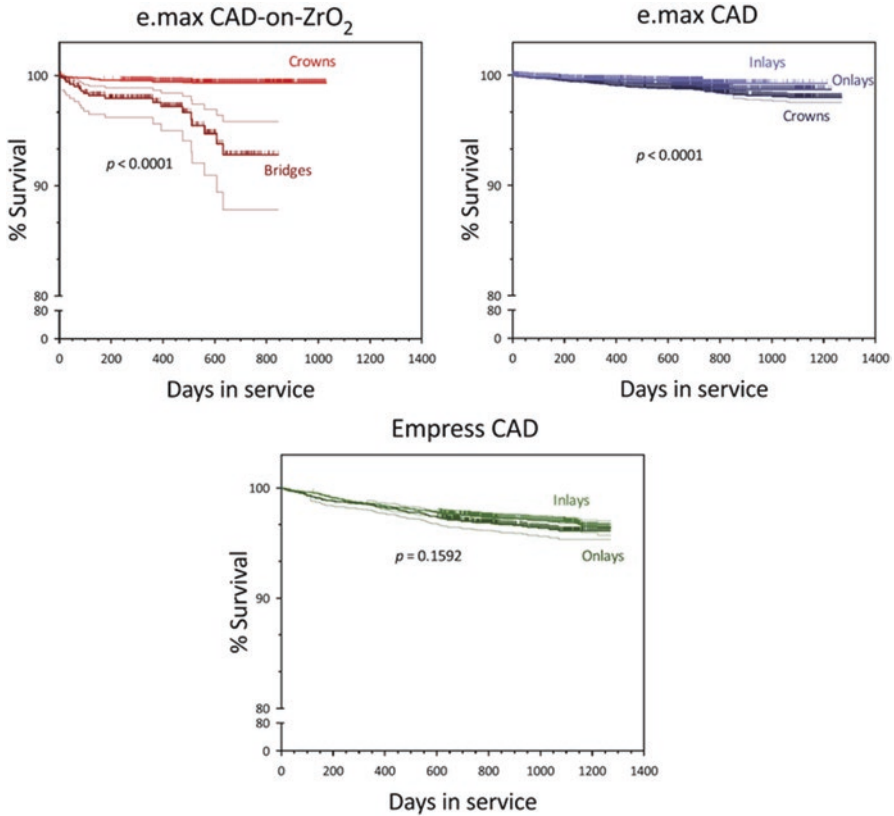 e.max CAD-on-ZrO2
% Survival
100
90
80
80
0
Crowns
Bridges
p < 0.0001
0 200 400 600 800 1000 1200 1400
Days in service
e.max CAD
% Survival
100
90
80
80
0
Inlays
Onlays
Crowns
p < 0.0001
0 200 400 600 800 1000 1200 1400
Days in service
Empress CAD
% Survival
100
90
80
80
0
Inlays
Onlays
p = 0.1592
0 200 400 600 800 1000 1200 1400
Days in service